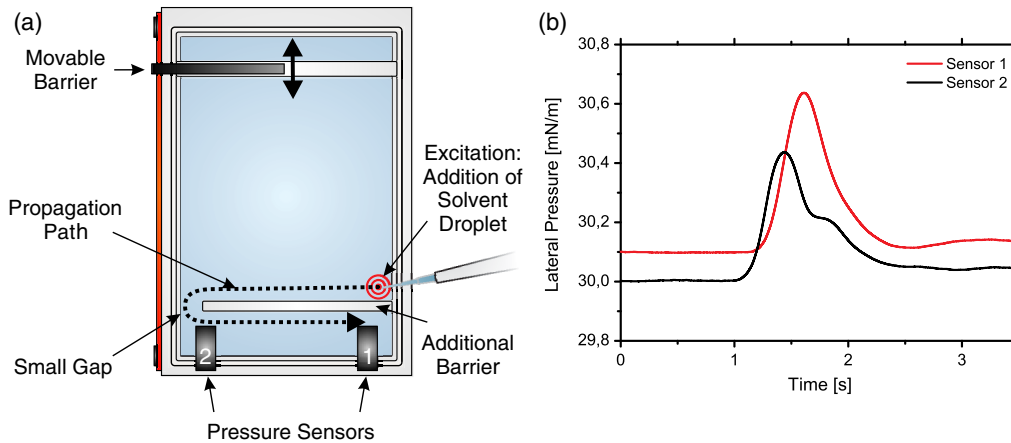 (a)
Movable
Barrier
Excitation:
Addition of
Solvent
Droplet
Propagation
Path
Small Gap
2
1
Additional
Barrier
Pressure Sensors
(b)
30,8
30,6
30,4
30,2
30,0
29,8
Lateral Pressure [mN/m]
Sensor 1
Sensor 2
0
1
2
3
Time [s]